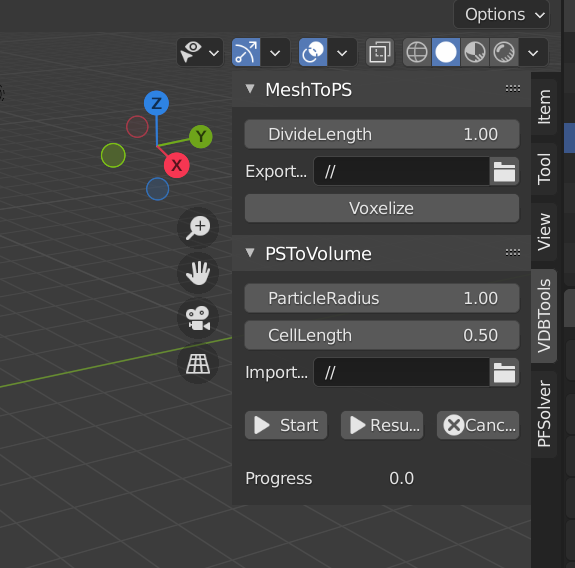 Options
MeshToPS
Z
Y
X
DivideLength 1.00
Export... //
Voxelize
PSToVolume
ParticleRadius 1.00
CellLength 0.50
Import... //
Start Resu... Canc...
Progress 0.0
Item
Tool
View
VDBTools
PFSolver